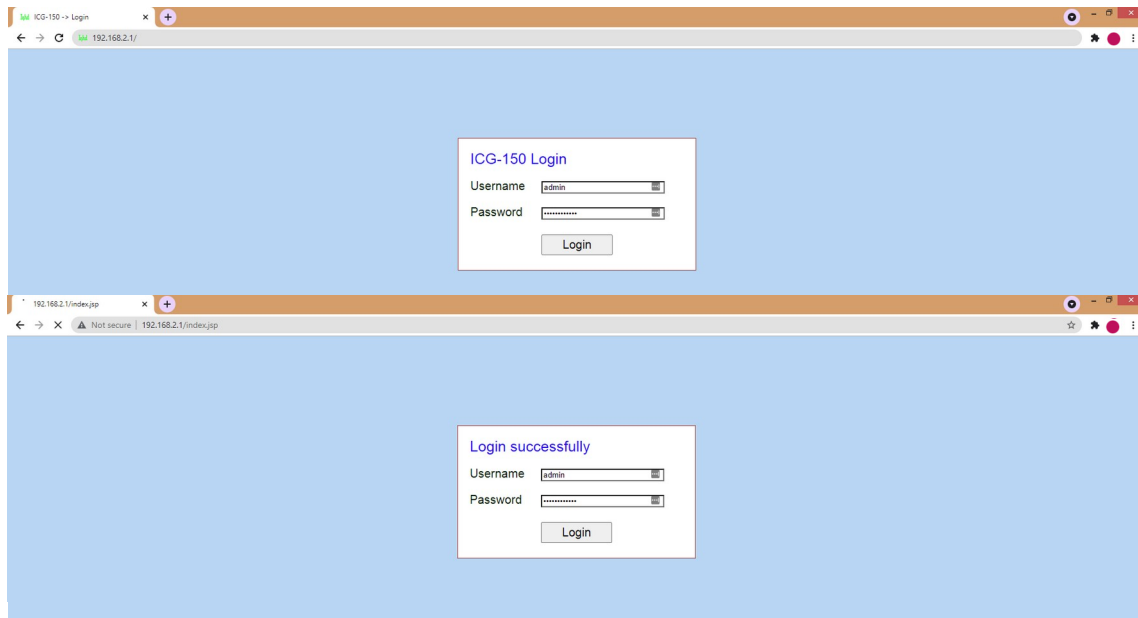 ICG-150 -> Login
192.168.2.1/
ICG-150 Login
Username admin
Password ............
Login
192.168.2.1/index.jsp
Not secure 192.168.2.1/index.jsp
Login successfully
Username admin
Password ............
Login